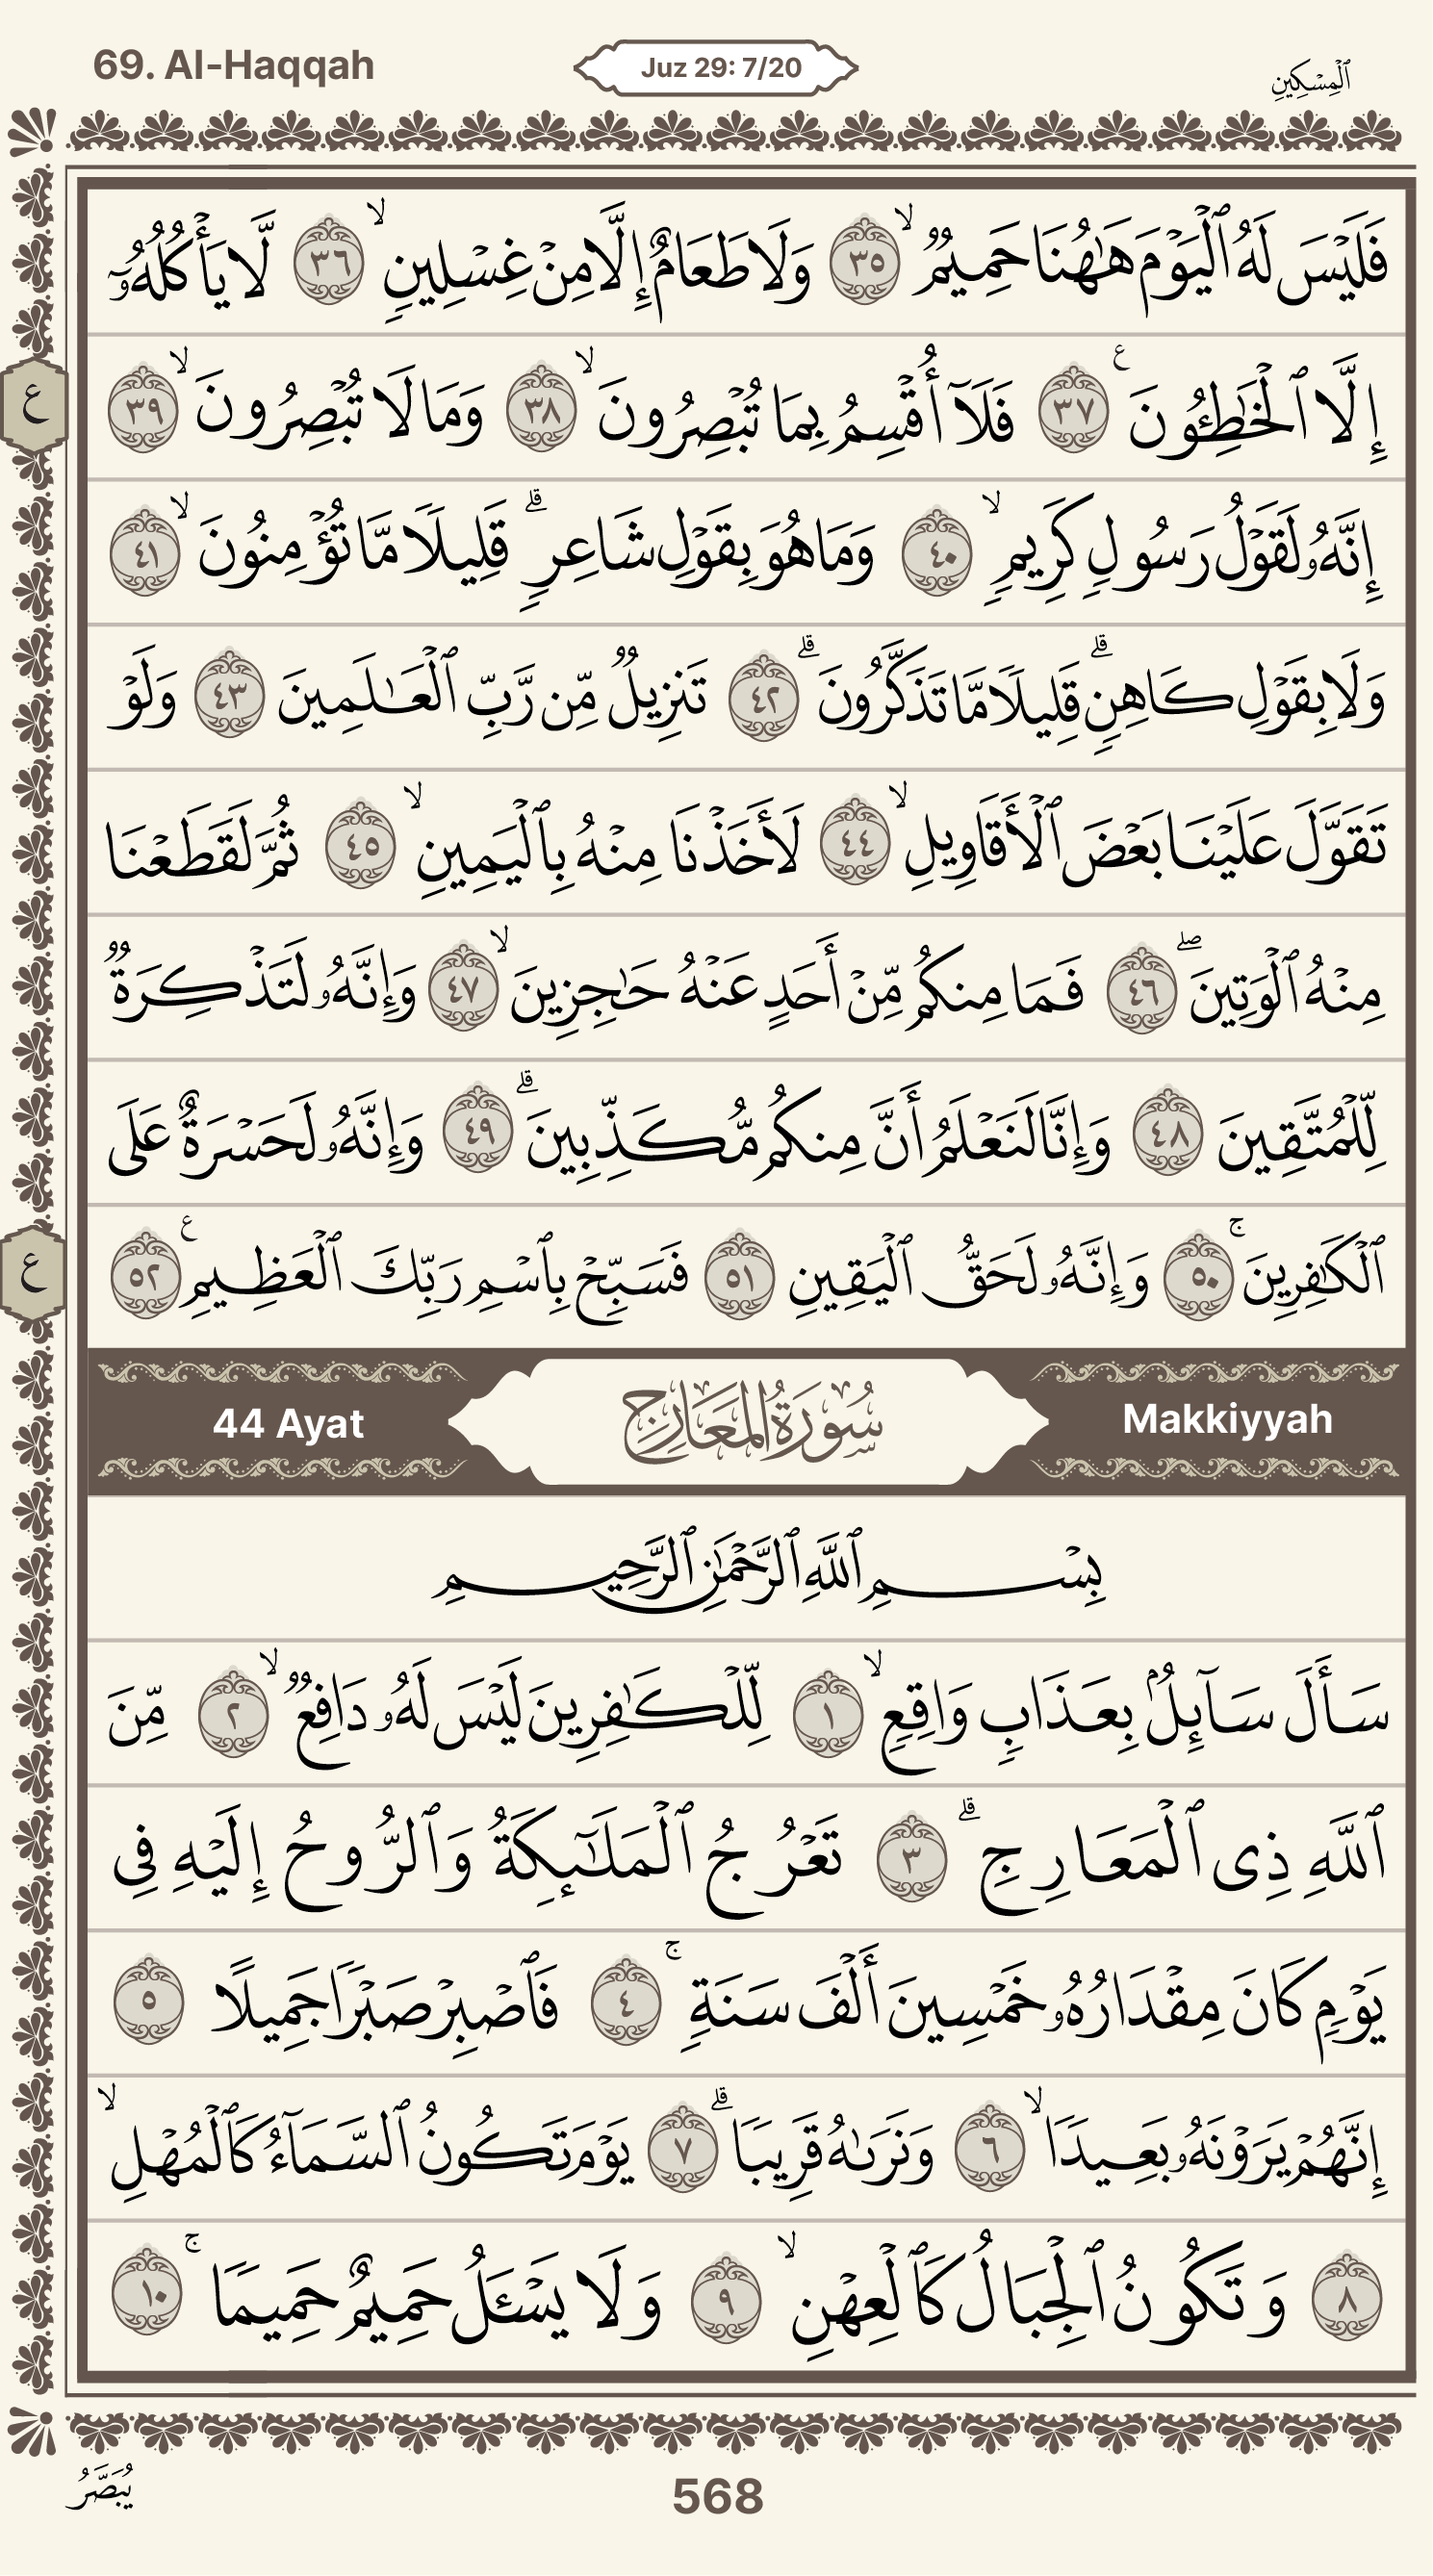 69. Al-Haqqah
Juz 29: 7/20
ٱلْمِسْكِينِ
فَلَيْسَ لَهُ ٱلْيَوْمَ هَٰهُنَا حَمِيمٌۙ ٣٥ وَلَا طَعَامٌ إِلَّا مِنْ غِسْلِينٍۙ ٣٦ لَّا يَأْكُلُهُۥٓ
إِلَّا ٱلْخَٰطِـُٔونَࣖ ٣٧ فَلَآ أُقْسِمُ بِمَا تُبْصِرُونَۙ ٣٨ وَمَا لَا تُبْصِرُونَۙ ٣٩
ع
إِنَّهُۥ لَقَوْلُ رَسُولٍ كَرِيمٍۙ ٤٠ وَمَا هُوَ بِقَوْلِ شَاعِرٍۗ قَلِيلًا مَّا تُؤْمِنُونَۙ ٤١
وَلَا بِقَوْلِ كَاهِنٍۗ قَلِيلًا مَّا تَذَكَّرُونَۗ ٤٢ تَنزِيلٌ مِّن رَّبِّ ٱلْعَٰلَمِينَ ٤٣ وَلَوْ
تَقَوَّلَ عَلَيْنَا بَعْضَ ٱلْأَقَاوِيلِۙ ٤٤ لَأَخَذْنَا مِنْهُ بِٱلْيَمِينِۙ ٤٥ ثُمَّ لَقَطَعْنَا
مِنْهُ ٱلْوَتِينَۖ ٤٦ فَمَا مِنكُم مِّنْ أَحَدٍ عَنْهُ حَٰجِزِينَۙ ٤٧ وَإِنَّهُۥ لَتَذْكِرَةٌ
لِّلْمُتَّقِينَ ٤٨ وَإِنَّا لَنَعْلَمُ أَنَّ مِنكُم مُّكَذِّبِينَۗ ٤٩ وَإِنَّهُۥ لَحَسْرَةٌ عَلَى
ٱلْكَٰفِرِينَۚ ٥٠ وَإِنَّهُۥ لَحَقُّ ٱلْيَقِينِ ٥١ فَسَبِّحْ بِٱسْمِ رَبِّكَ ٱلْعَظِيمِࣖ ٥٢
ع
Makkiyyah
سُورَةُ الْمَعَارِجِ
44 Ayat
بِسْمِ ٱللَّهِ ٱلرَّحْمَٰنِ ٱلرَّحِيمِ
سَأَلَ سَآئِلٌۢ بِعَذَابٍ وَاقِعٍۙ ١ لِّلْكَٰفِرِينَ لَيْسَ لَهُۥ دَافِعٌۙ ٢ مِّنَ
ٱللَّهِ ذِى ٱلْمَعَارِجِۗ ٣ تَعْرُجُ ٱلْمَلَٰٓئِكَةُ وَٱلرُّوحُ إِلَيْهِ فِى
يَوْمٍ كَانَ مِقْدَارُهُۥ خَمْسِينَ أَلْفَ سَنَةٍۚ ٤ فَٱصْبِرْ صَبْرًا جَمِيلًا ٥
إِنَّهُمْ يَرَوْنَهُۥ بَعِيدًاۙ ٦ وَنَرَىٰهُ قَرِيبًاۗ ٧ يَوْمَ تَكُونُ ٱلسَّمَآءُ كَٱلْمُهْلِۙ
٨ وَتَكُونُ ٱلْجِبَالُ كَٱلْعِهْنِۙ ٩ وَلَا يَسْـَٔلُ حَمِيمٌ حَمِيمًاۚ ١٠
568
يُبَصَّرُ